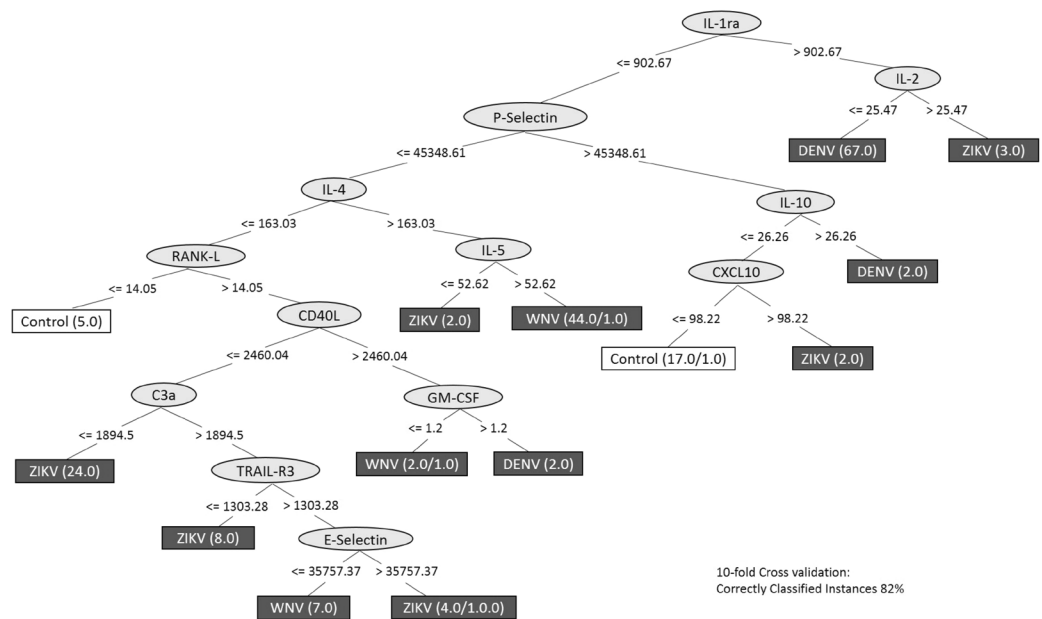 IL-1ra
<= 902.67
> 902.67
IL-2
<= 25.47
> 25.47
DENV (67.0)
ZIKV (3.0)
P-Selectin
<= 45348.61
> 45348.61
IL-4
<= 163.03
> 163.03
IL-10
<= 26.26
> 26.26
RANK-L
<= 14.05
> 14.05
IL-5
<= 52.62
> 52.62
CXCL10
DENV (2.0)
<= 98.22
> 98.22
Control (5.0)
CD40L
ZIKV (2.0)
WNV (44.0/1.0)
Control (17.0/1.0)
ZIKV (2.0)
<= 2460.04
> 2460.04
C3a
<= 1894.5
> 1894.5
GM-CSF
<= 1.2
> 1.2
ZIKV (24.0)
TRAIL-R3
WNV (2.0/1.0)
DENV (2.0)
<= 1303.28
> 1303.28
ZIKV (8.0)
E-Selectin
<= 35757.37
> 35757.37
WNV (7.0)
ZIKV (4.0/1.0.0)
10-fold Cross validation:
Correctly Classified Instances 82%